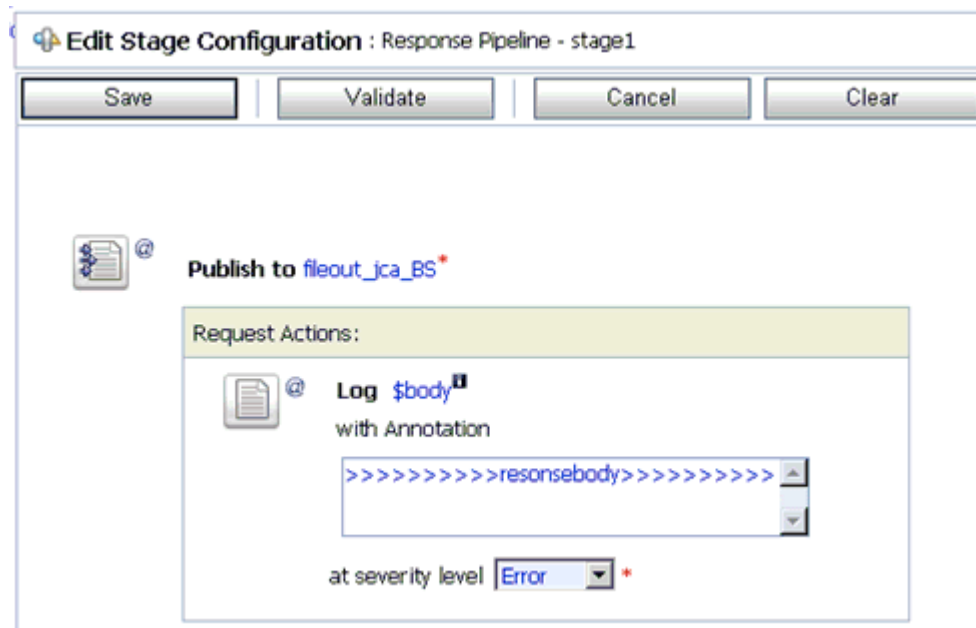 Edit Stage Configuration : Response Pipeline - stage1
Save Validate Cancel Clear
@
Publish to fileout_jca_BS*
Request Actions:
@ Log $body
with Annotation
>>>>>>>>>>resonsebody>>>>>>>>>>
at severity level Error *